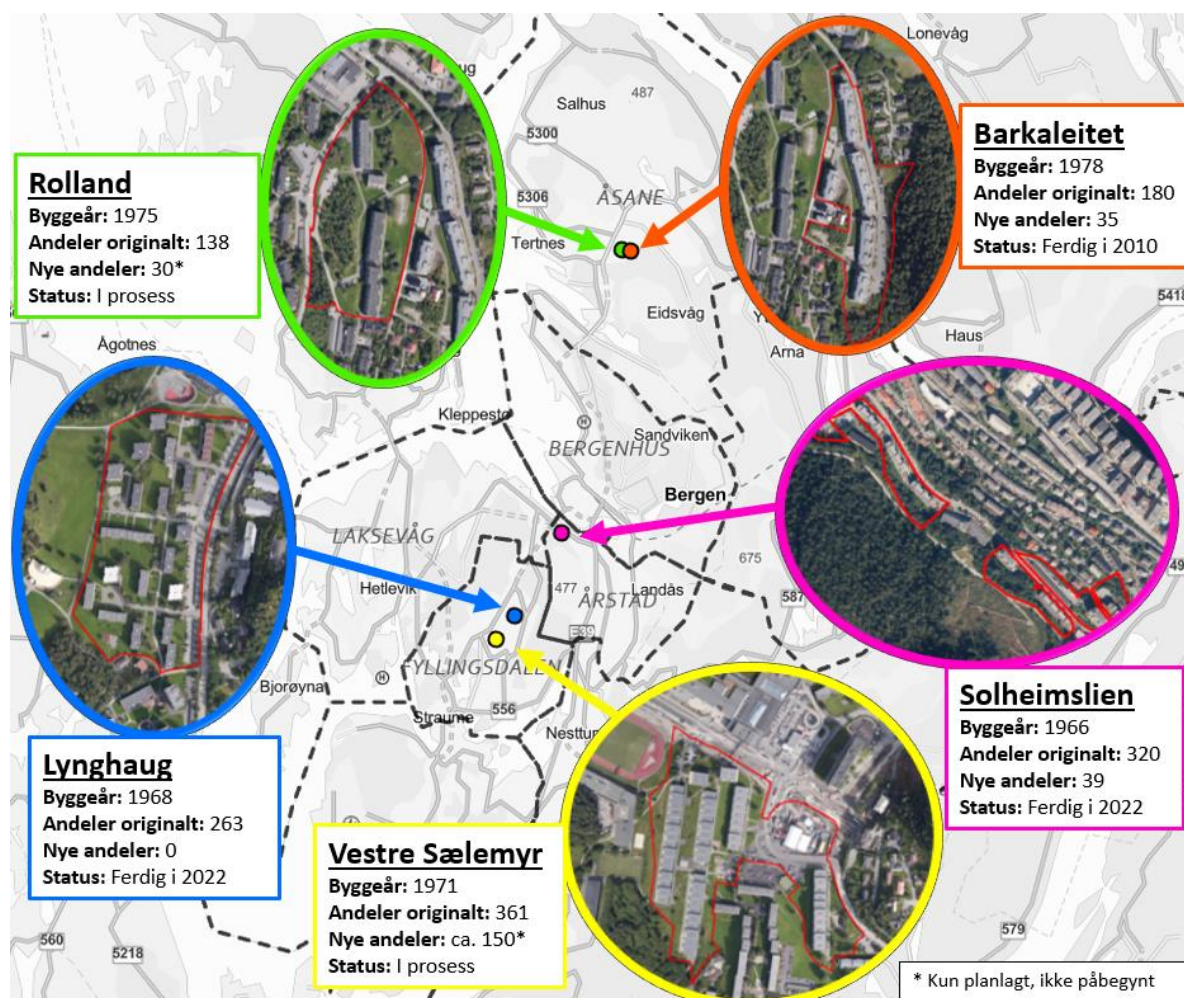 Lonevåg
487
Salhus
5300
ÅSANE
5306
Tertnes
Eidsvåg
Arna
Haus
5418
Rolland
Byggeår: 1975
Andeler originalt: 138
Nye andeler: 30*
Status: I prosess
Barkaleitet
Byggeår: 1978
Andeler originalt: 180
Nye andeler: 35
Status: Ferdig i 2010
Ågotnes
Kleppestø
H
Sandviken
BERGENHUS
Bergen
LAKSEVÅG
675
Hetlevik
477
Landås
ÅRSTAD
587
49
E39
FYLLINGSDALEN
Bjorøyna
H
556
Straume
Nesttun
Lynghaug
Byggeår: 1968
Andeler originalt: 263
Nye andeler: 0
Status: Ferdig i 2022
Solheimslien
Byggeår: 1966
Andeler originalt: 320
Nye andeler: 39
Status: Ferdig i 2022
Vestre Sælemyr
Byggeår: 1971
Andeler originalt: 361
Nye andeler: ca. 150*
Status: I prosess
560
5218
579
* Kun planlagt, ikke påbegynt